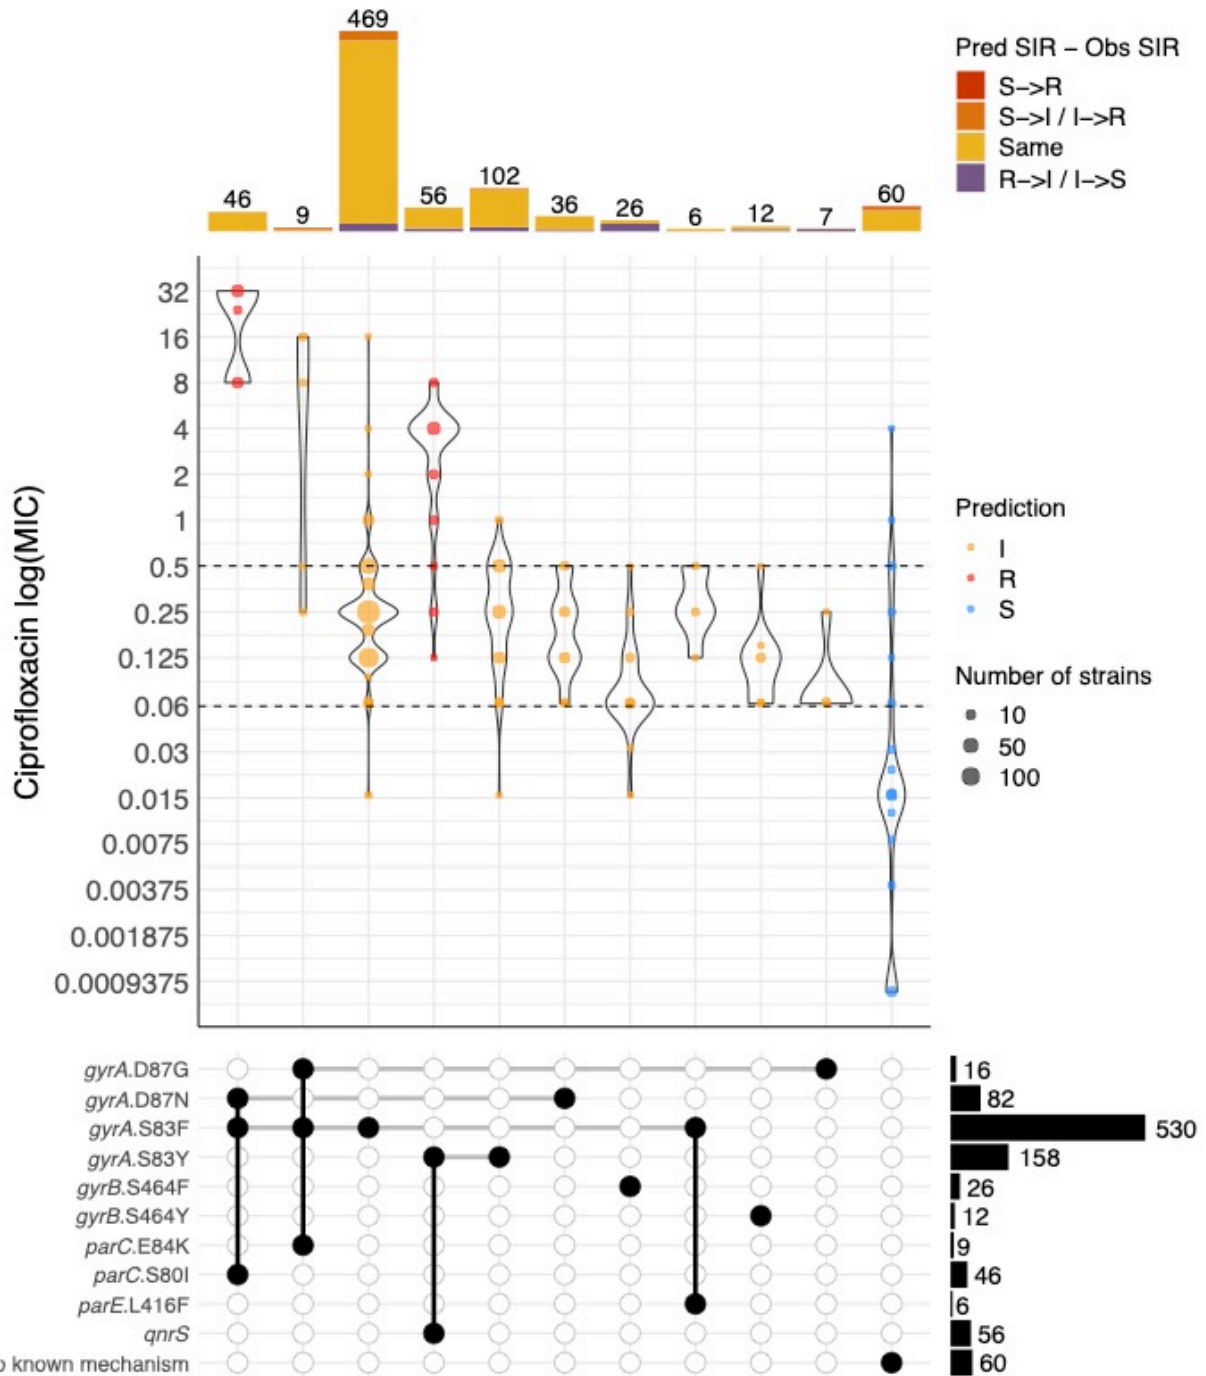 469
46
9
56
102
36
26
6
12
7
60
Pred SIR – Obs SIR
S–>R
S–>I / I–>R
Same
R–>I / I–>S
Ciprofloxacin log(MIC)
32
16
8
4
2
1
0.5
0.25
0.125
0.06
0.03
0.015
0.0075
0.00375
0.001875
0.0009375
Prediction
I
R
S
Number of strains
10
50
100
gyrA.D87G
16
gyrA.D87N
82
gyrA.S83F
530
gyrA.S83Y
158
gyrB.S464F
26
gyrB.S464Y
12
parC.E84K
9
parC.S80I
46
parE.L416F
6
qnrS
56
o known mechanism
60